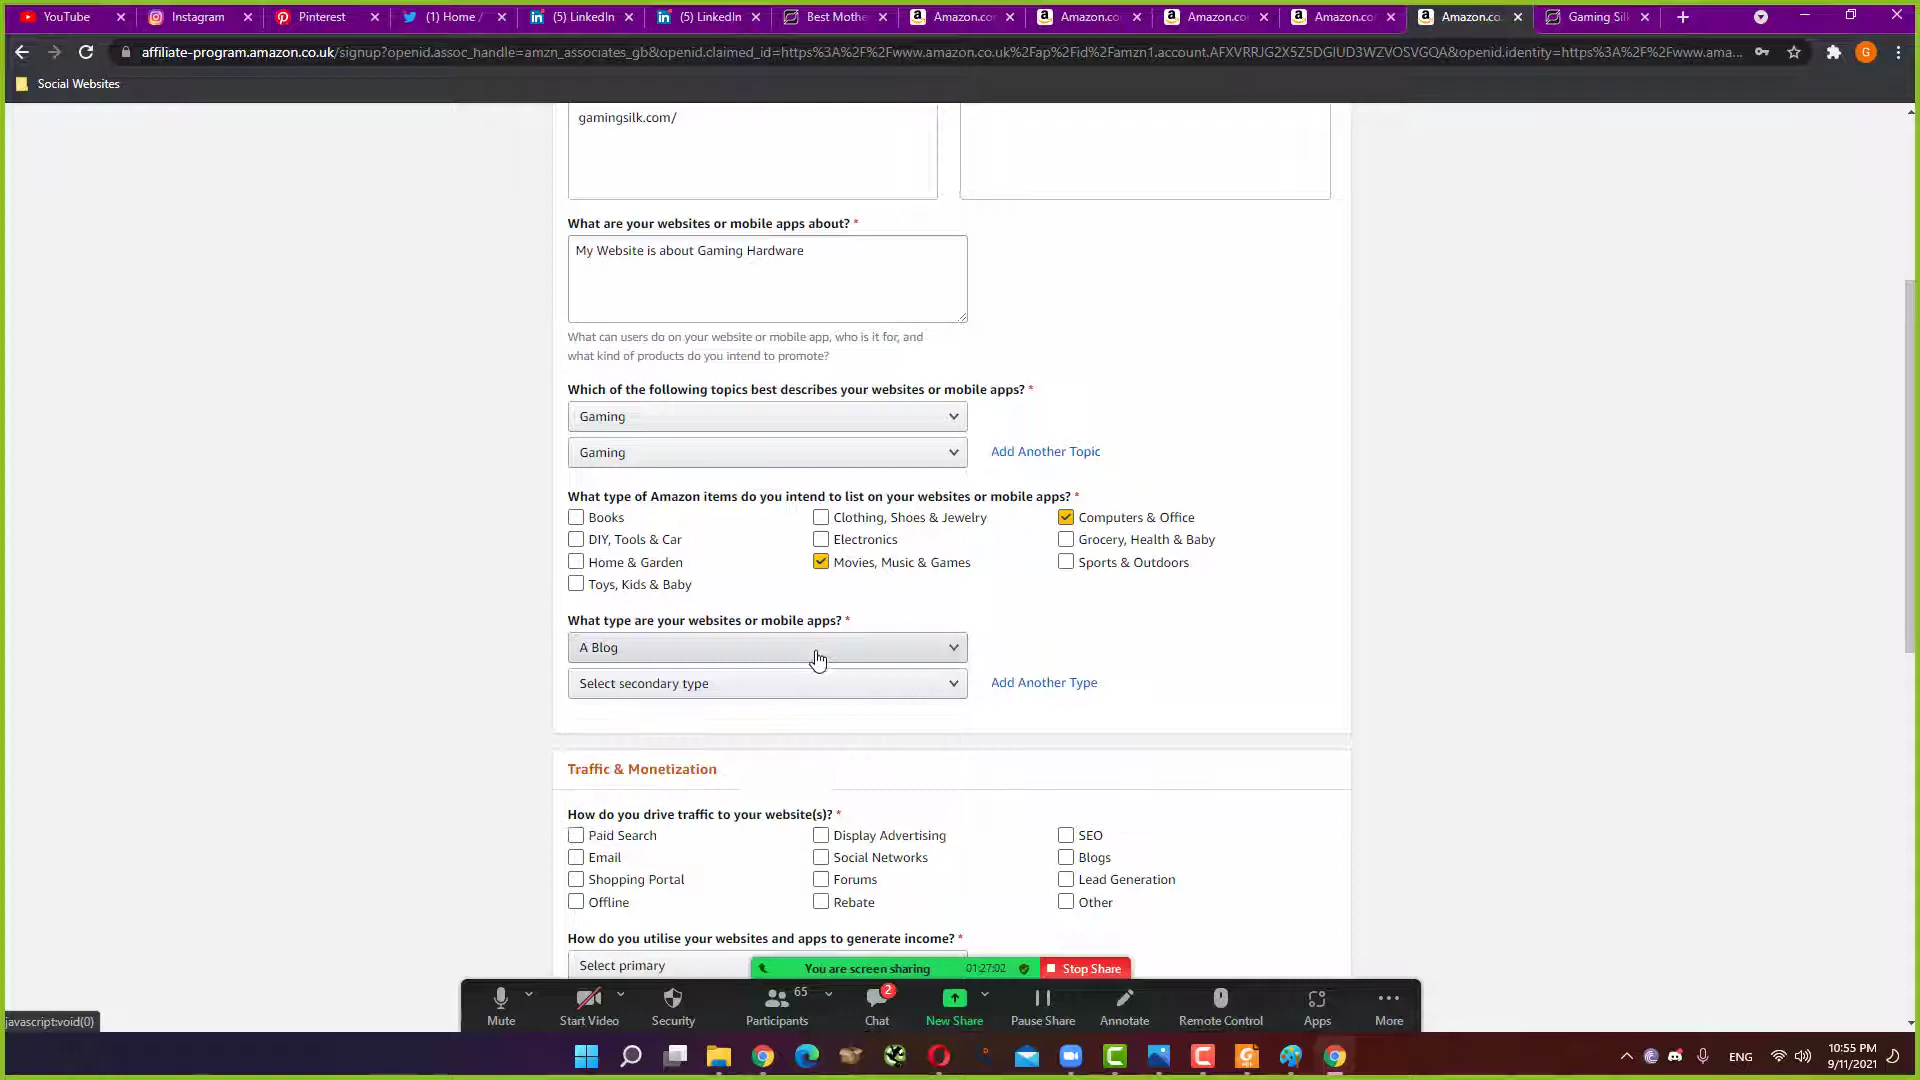 YouTube
Instagram
Pinterest
(1) Home /
(5) LinkedIn
(5) LinkedIn
Best Mothe
Amazon.co
Amazon.co
Amazon.co
Amazon.co
Amazon.co
Gaming Sil
affiliate-program.amazon.co.uk/signup?openid.assoc_handle=amzn_associates_gb&openid.claimed_id=https%3A%2F%2Fwww.amazon.co.uk%2Fap%2Fid%2Famzn1.account.AFXVRRJG2X5Z5DGIUD3WZVOSVGQA&openid.identity=https%3A%2F%2Fwww.ama...
G
Social Websites
gamingsilk.com/
What are your websites or mobile apps about? *
My Website is about Gaming Hardware
What can users do on your website or mobile app, who is it for, and
what kind of products do you intend to promote?
Which of the following topics best describes your websites or mobile apps? *
Gaming
Gaming
Add Another Topic
What type of Amazon items do you intend to list on your websites or mobile apps? *
Books
Clothing, Shoes & Jewelry
Computers & Office
DIY, Tools & Car
Electronics
Grocery, Health & Baby
Home & Garden
Movies, Music & Games
Sports & Outdoors
Toys, Kids & Baby
What type are your websites or mobile apps? *
A Blog
Select secondary type
Add Another Type
Traffic & Monetization
How do you drive traffic to your website(s)? *
Paid Search
Display Advertising
SEO
Email
Social Networks
Blogs
Shopping Portal
Forums
Lead Generation
Offline
Rebate
Other
How do you utilise your websites and apps to generate income? *
Select primary
You are screen sharing
01:27:02
Stop Share
65
2
Mute
Start Video
Security
Participants
Chat
New Share
Pause Share
Annotate
Remote Control
Apps
More
javascript:void(0)
ENG
10:55 PM
9/11/2021